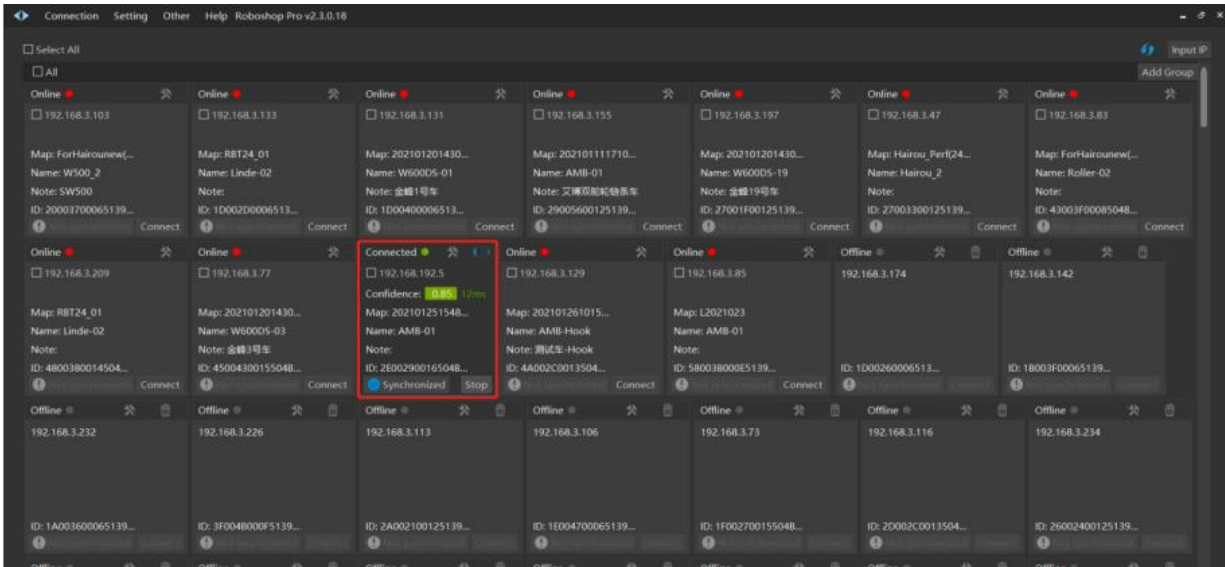 Connection Setting Other Help Roboshop Pro v2.3.0.18
Select All Input IP
All Add Group
Online Online Online Online Online Online Online
192.168.3.103 192.168.3.133 192.168.3.131 192.168.3.155 192.168.3.197 192.168.3.47 192.168.3.83
Map: ForHairounew(... Map: RBT24_01 Map: 202101201430... Map: 202101111710... Map: 202101201430... Map: Hairou_Perf(24... Map: ForHairounew(...
Name: W500_2 Name: Linde-02 Name: W600DS-01 Name: AMB-01 Name: W600DS-19 Name: Hairou_2 Name: Roller-02
Note: SW500 Note: Note: 金峰1号车 Note: 艾博双舵轮链条车 Note: 金峰19号车 Note: Note:
ID: 20003700065139... ID: 1D002D0006513... ID: 1D00400006513... ID: 29005600125139... ID: 27001F00125139... ID: 27003300125139... ID: 43003F0008504B...
Connect Connect Connect Connect Connect Connect Connect
Online Online Connected Online Online Offline Offline
192.168.3.209 192.168.3.77 192.168.192.5 192.168.3.129 192.168.3.85 192.168.3.174 192.168.3.142
Confidence: 0.85 12ms
Map: RBT24_01 Map: 202101201430... Map: 202101251548... Map: 202101261015... Map: L2021023
Name: Linde-02 Name: W600DS-03 Name: AMB-01 Name: AMB-Hook Name: AMB-01
Note: Note: 金峰3号车 Note: Note: 测试车-Hook Note:
ID: 4800380014504... ID: 45004300155048... ID: 2E00290016504B... ID: 4A002C0013504... ID: 58003B000E5139... ID: 1D00260006513... ID: 1B003F00065139...
Connect Connect Synchronized Stop Connect Connect
Offline Offline Offline Offline Offline Offline Offline
192.168.3.232 192.168.3.226 192.168.3.113 192.168.3.106 192.168.3.73 192.168.3.116 192.168.3.234
ID: 1A003600065139... ID: 3F004B000F5139... ID: 2A002100125139... ID: 1E004700065139... ID: 1F00270015504B... ID: 2D002C0013504... ID: 26002400125139...